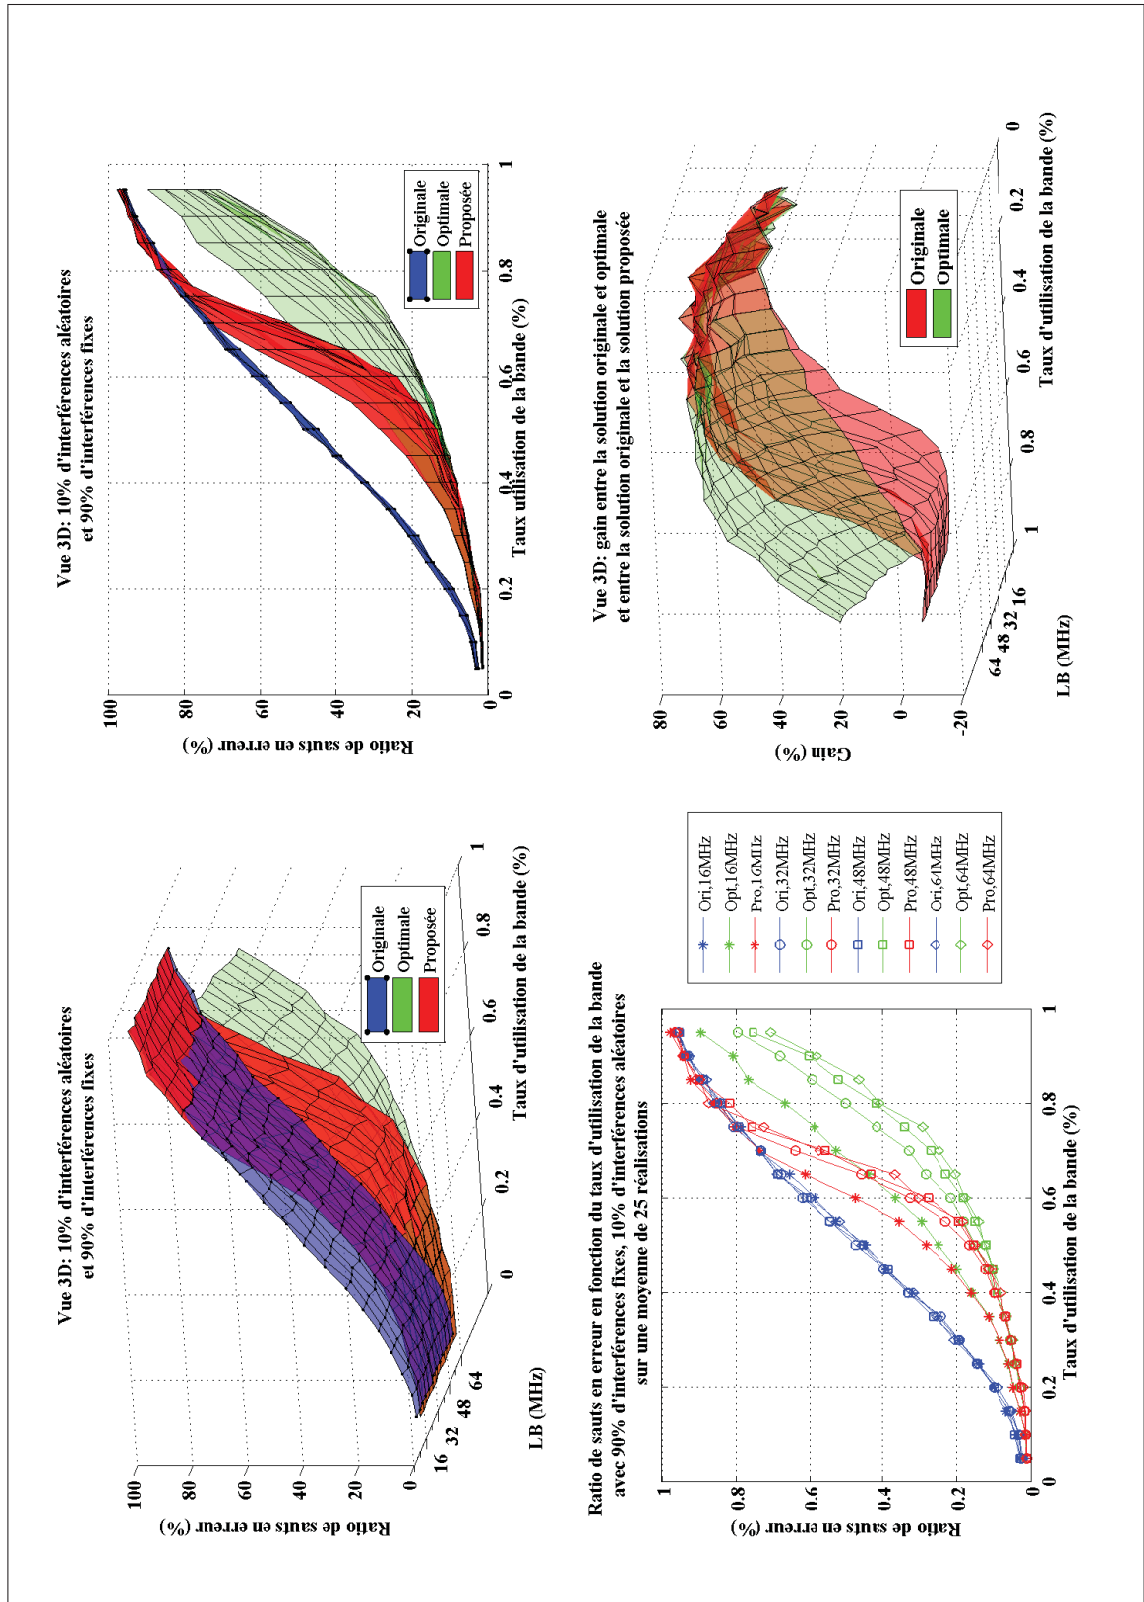 Vue 3D: 10% d'interférences aléatoires
et 90% d'interférences fixes
100
80
60
40
20
0
Ratio de sauts en erreur (%)
16
32
48
64
LB (MHz)
0
0.2
0.4
0.6
0.8
1
Taux d'utilisation de la bande (%)
Originale
Optimale
Proposée
Vue 3D: 10% d'interférences aléatoires
et 90% d'interférences fixes
100
80
60
40
20
0
Ratio de sauts en erreur (%)
0
0.2
0.4
0.6
0.8
1
Taux utilisation de la bande (%)
Originale
Optimale
Proposée
Ratio de sauts en erreur en fonction du taux d'utilisation de la bande
avec 90% d'interférences fixes, 10% d'interférences aléatoires
sur une moyenne de 25 réalisations
1
0.8
0.6
0.4
0.2
0
Ratio de sauts en erreur (%)
0
0.2
0.4
0.6
0.8
1
Taux d'utilisation de la bande (%)
Ori,16MHz
Opt,16MHz
Pro,16MHz
Ori,32MHz
Opt,32MHz
Pro,32MHz
Ori,48MHz
Opt,48MHz
Pro,48MHz
Ori,64MHz
Opt,64MHz
Pro,64MHz
Vue 3D: gain entre la solution originale et optimale
et entre la solution originale et la solution proposée
80
60
40
20
0
-20
Gain (%)
64
48
32
16
LB (MHz)
1
0.8
0.6
0.4
0.2
0
Taux d'utilisation de la bande (%)
Originale
Optimale